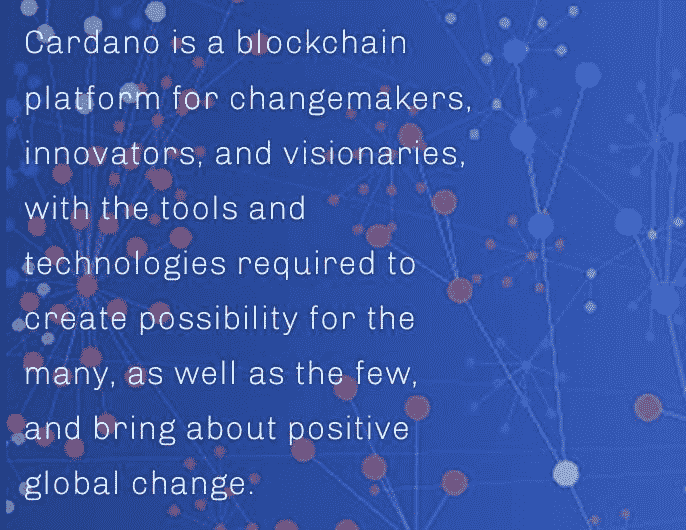 Cardano is a blockchain
platform for changemakers,
innovators, and visionaries,
with the tools and
technologies required to
create possibility for the
many, as well as the few,
and bring about positive
global change.